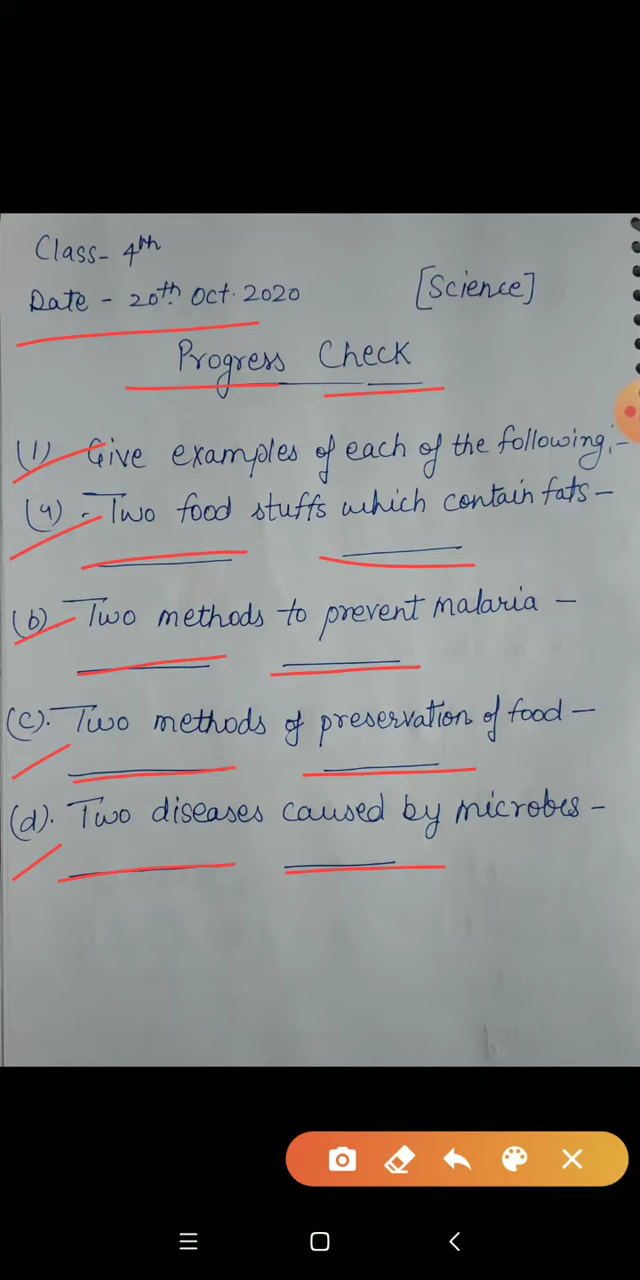 Class- 4th
Date - 20th Oct. 2020
[Science]
Progress Check
(1) Give examples of each of the following:-
(a). Two food stuffs which contain fats -
(b) Two methods to prevent malaria -
(c). Two methods of preservation of food -
(d). Two diseases caused by microbes -